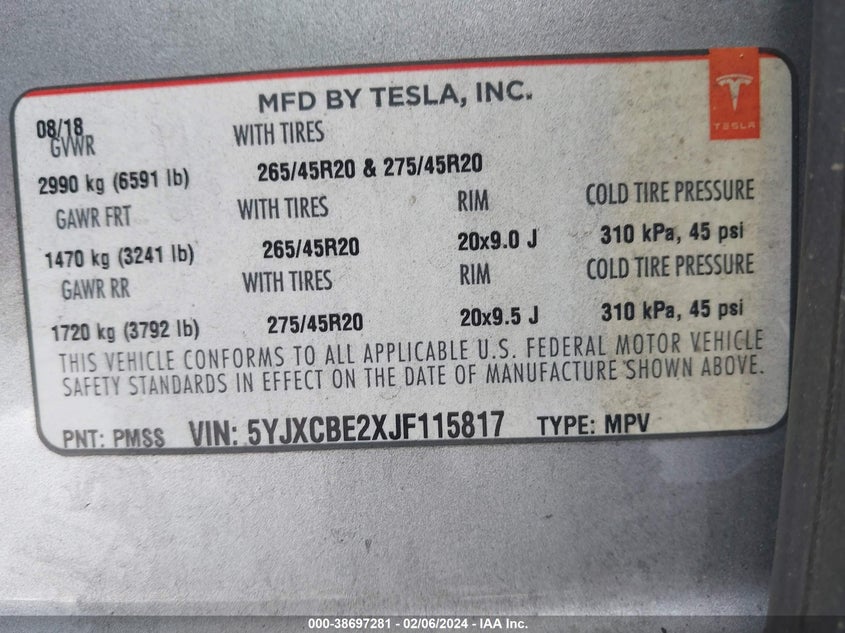 MFD BY TESLA, INC.
TESLA
08/18
GVWR
WITH TIRES
2990 kg (6591 lb)
265/45R20 & 275/45R20
GAWR FRT
WITH TIRES
RIM
COLD TIRE PRESSURE
1470 kg (3241 lb)
265/45R20
20x9.0 J
310 kPa, 45 psi
GAWR RR
WITH TIRES
RIM
COLD TIRE PRESSURE
1720 kg (3792 lb)
275/45R20
20x9.5 J
310 kPa, 45 psi
THIS VEHICLE CONFORMS TO ALL APPLICABLE U.S. FEDERAL MOTOR VEHICLE
SAFETY STANDARDS IN EFFECT ON THE DATE OF MANUFACTURE SHOWN ABOVE.
PNT: PMSS VIN: 5YJXCBE2XJF115817 TYPE: MPV
000-38697281 - 02/06/2024 - IAA Inc.